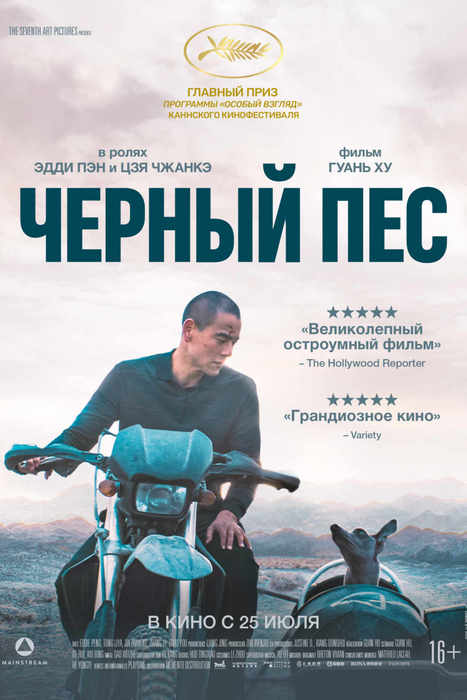 THE SEVENTH ART PICTURES PRESENTS
ГЛАВНЫЙ ПРИЗ
ПРОГРАММЫ «ОСОБЫЙ ВЗГЛЯД»
КАННСКОГО КИНОФЕСТИВАЛЯ
в ролях
ЭДДИ ПЭН и ЦЗЯ ЧЖАНКЭ
фильм
ГУАНЬ ХУ
ЧЕРНЫЙ ПЕС
«Великолепный
остроумный фильм»
– The Hollywood Reporter
«Грандиозное кино»
– Variety
В КИНО С 25 ИЮЛЯ
MAINSTREAM
16+